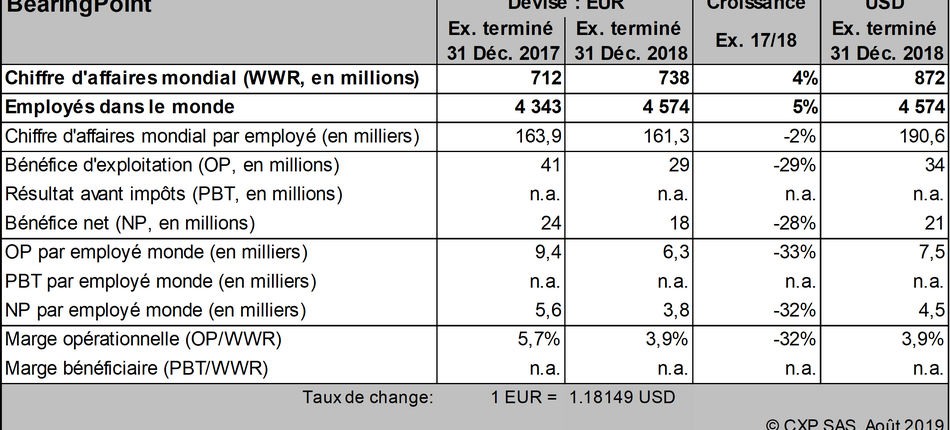 BearingPoint Devise : EUR Croissance USD
Ex. terminé Ex. terminé Ex. 17/18 Ex. terminé
31 Déc. 2017 31 Déc. 2018 31 Déc. 2018
Chiffre d'affaires mondial (WWR, en millions) 712 738 4% 872
Employés dans le monde 4 343 4 574 5% 4 574
Chiffre d'affaires mondial par employé (en milliers) 163,9 161,3 -2% 190,6
Bénéfice d'exploitation (OP, en millions) 41 29 -29% 34
Résultat avant impôts (PBT, en millions) n.a. n.a. n.a. n.a.
Bénéfice net (NP, en millions) 24 18 -28% 21
OP par employé monde (en milliers) 9,4 6,3 -33% 7,5
PBT par employé monde (en milliers) n.a. n.a. n.a. n.a.
NP par employé monde (en milliers) 5,6 3,8 -32% 4,5
Marge opérationnelle (OP/WWR) 5,7% 3,9% -32% 3,9%
Marge bénéficiaire (PBT/WWR) n.a. n.a. n.a. n.a.
Taux de change: 1 EUR = 1.18149 USD
© CXP SAS, Août 2019